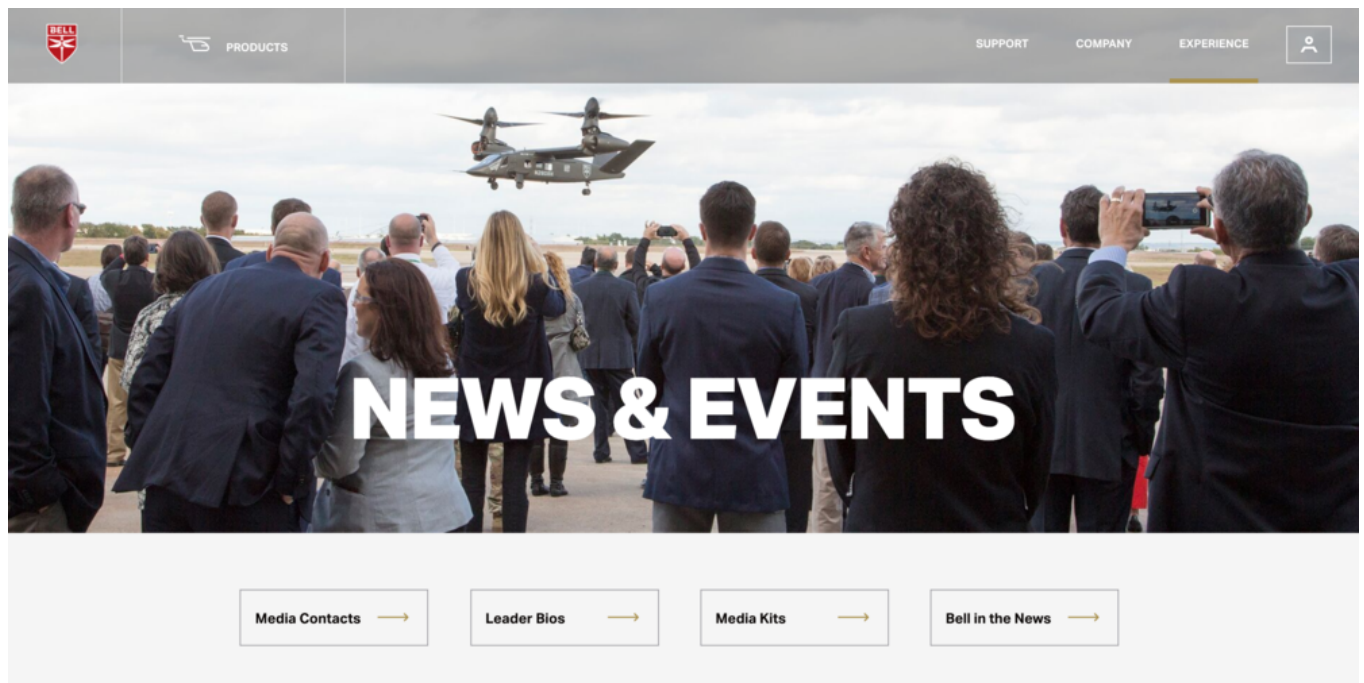 BELL
PRODUCTS
SUPPORT
COMPANY
EXPERIENCE
NEWS & EVENTS
Media Contacts
Leader Bios
Media Kits
Bell in the News